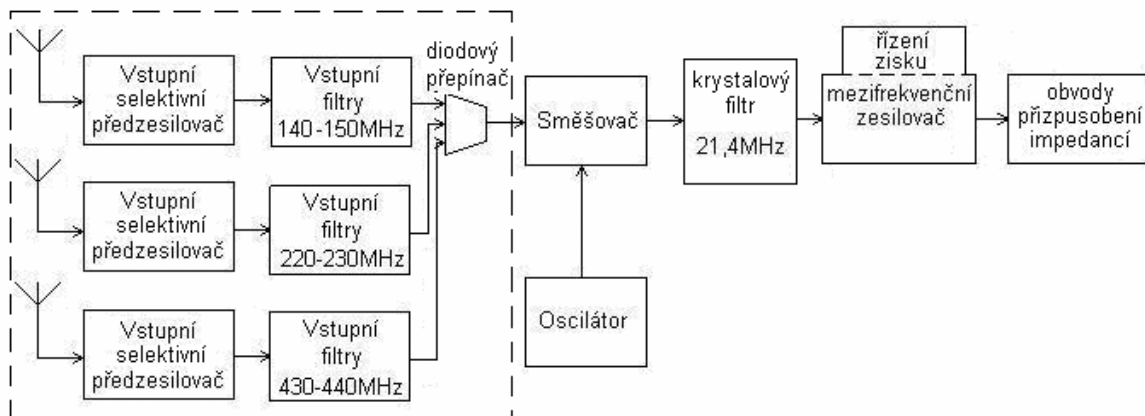 Vstupní
selektivní
předzesilovač
Vstupní
filtry
140-150MHz
diodový
přepínač
Směšovač
krystalový
filtr
21,4MHz
řízení
zisku
mezifrekvenční
zesilovač
obvody
přizpusobení
impedancí
Vstupní
selektivní
předzesilovač
Vstupní
filtry
220-230MHz
Oscilátor
Vstupní
selektivní
předzesilovač
Vstupní
filtry
430-440MHz